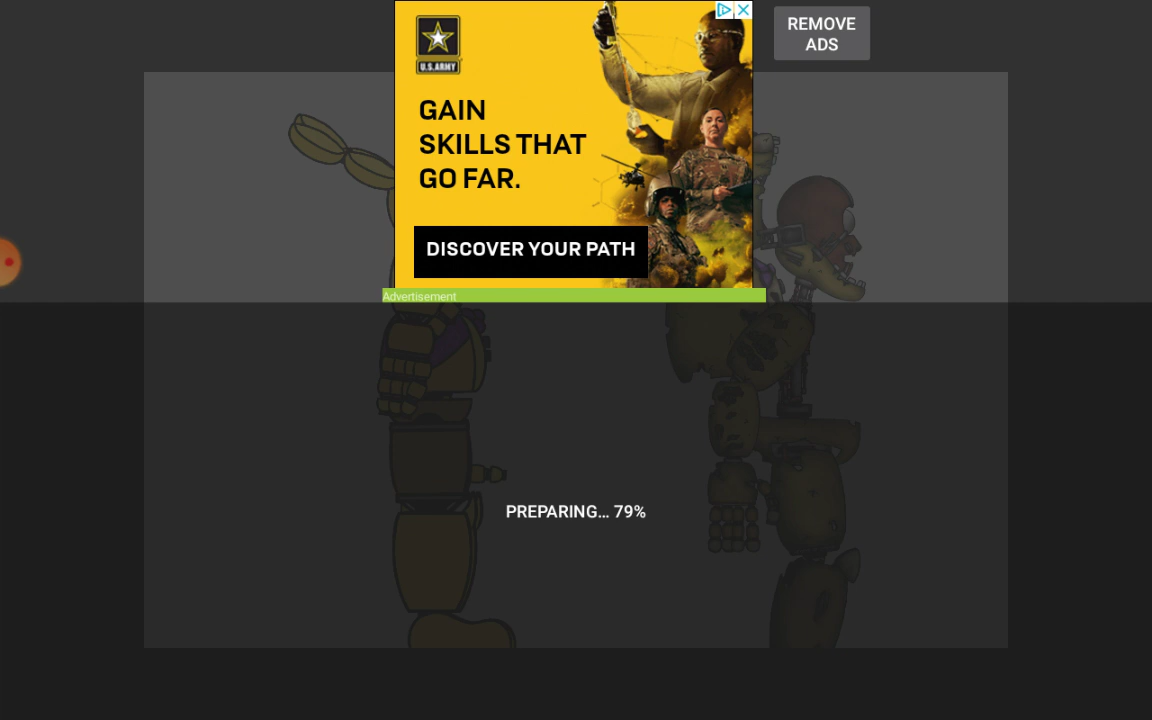 REMOVE
ADS
U.S.ARMY
GAIN
SKILLS THAT
GO FAR.
DISCOVER YOUR PATH
Advertisement
PREPARING... 79%